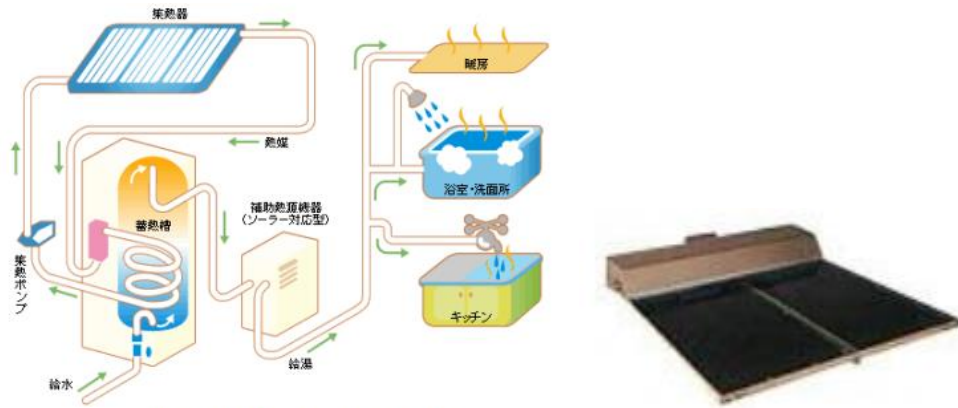 集熱器
暖房
熱媒
浴室・洗面所
補助熱源機器
(ソーラー対応型)
蓄熱槽
集熱ポンプ
キッチン
給湯
給水